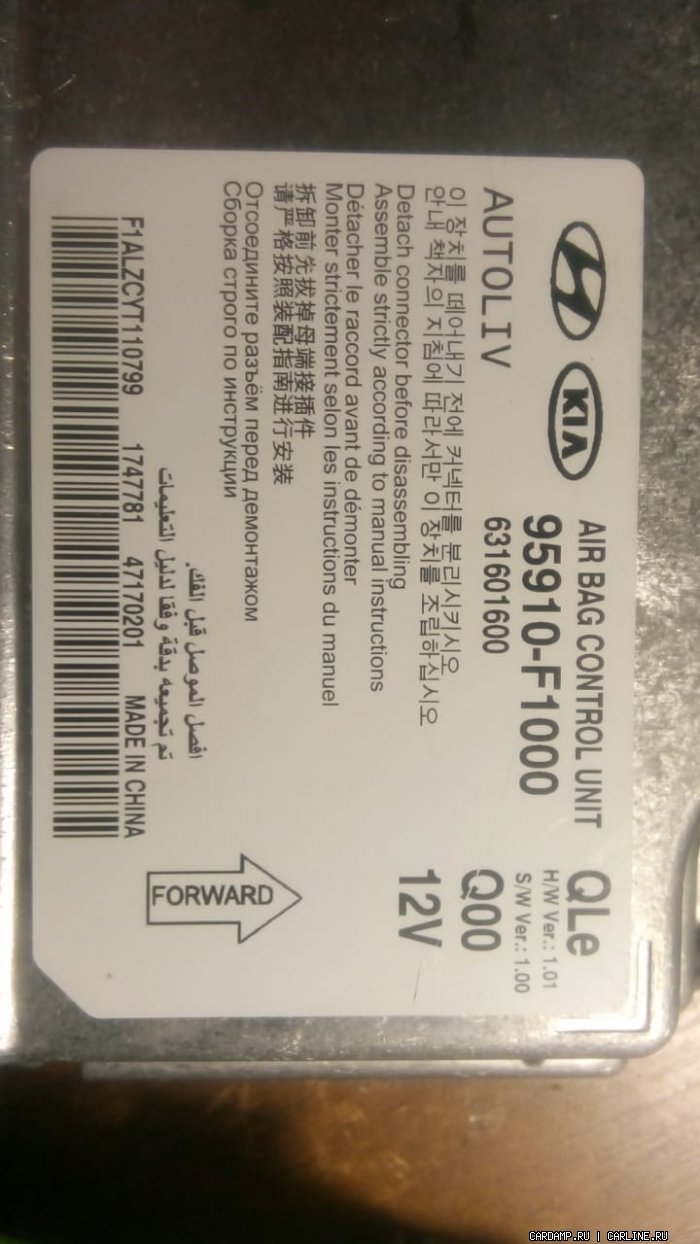 KIA
AIR BAG CONTROL UNIT
QLe
95910-F1000
H/W Ver.: 1.01
S/W Ver.: 1.00
AUTOLIV
631601600
Q00
이 장치를 떼어내기 전에 커넥터를 분리시키시오
안내 책자의 지침에 따라서만 이 장치를 조립하십시오
12V
Detach connector before disassembling
Assemble strictly according to manual instructions
Détacher le raccord avant de démonter
Monter strictement selon les instructions du manuel
拆卸前先拔掉母端接插件
请严格按照装配指南进行安装
Отсоедините разъём перед демонтажом
Сборка строго по инструкции
FORWARD
افصل الموصل قبل الفك.
تم تجميعه بدقة وفقا لدليل التعليمات
F1ALZCYT110799 1747781 47170201 MADE IN CHINA
CARDAMP.RU | CARLINE.RU